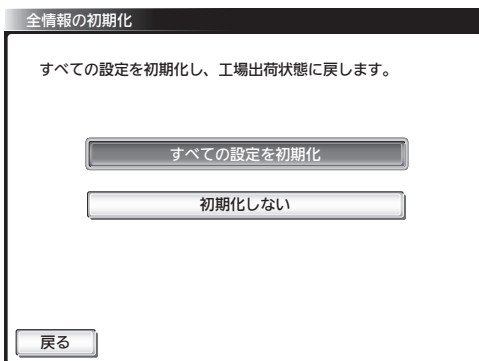 全情報の初期化
すべての設定を初期化し、工場出荷状態に戻します。
すべての設定を初期化
初期化しない
戻る